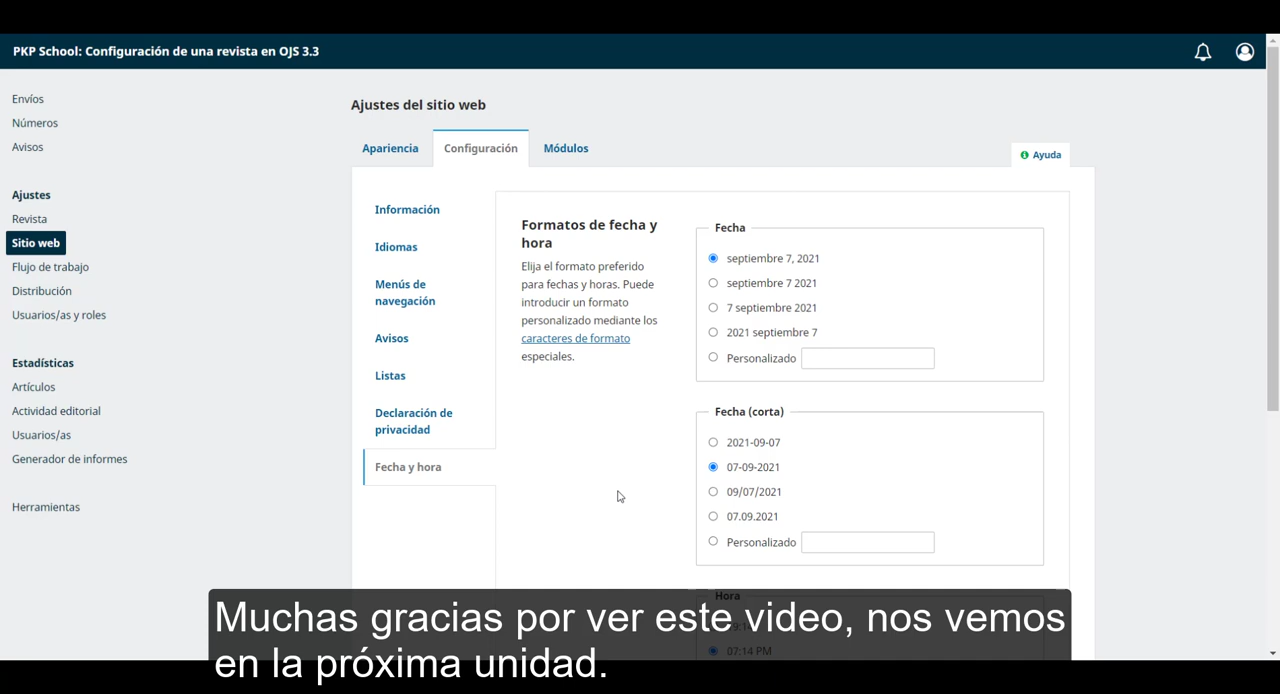 PKP School: Configuración de una revista en OJS 3.3
Envíos
Números
Avisos
Ajustes
Revista
Sitio web
Flujo de trabajo
Distribución
Usuarios/as y roles
Estadísticas
Artículos
Actividad editorial
Usuarios/as
Generador de informes
Herramientas
Ajustes del sitio web
Apariencia
Configuración
Módulos
Ayuda
Información
Idiomas
Menús de
navegación
Avisos
Listas
Declaración de
privacidad
Fecha y hora
Formatos de fecha y
hora
Elija el formato preferido
para fechas y horas. Puede
introducir un formato
personalizado mediante los
caracteres de formato
especiales.
Fecha
septiembre 7, 2021
septiembre 7 2021
7 septiembre 2021
2021 septiembre 7
Personalizado
Fecha (corta)
2021-09-07
07-09-2021
09/07/2021
07.09.2021
Personalizado
Hora
07:14 PM
Muchas gracias por ver este video, nos vemos
en la próxima unidad.